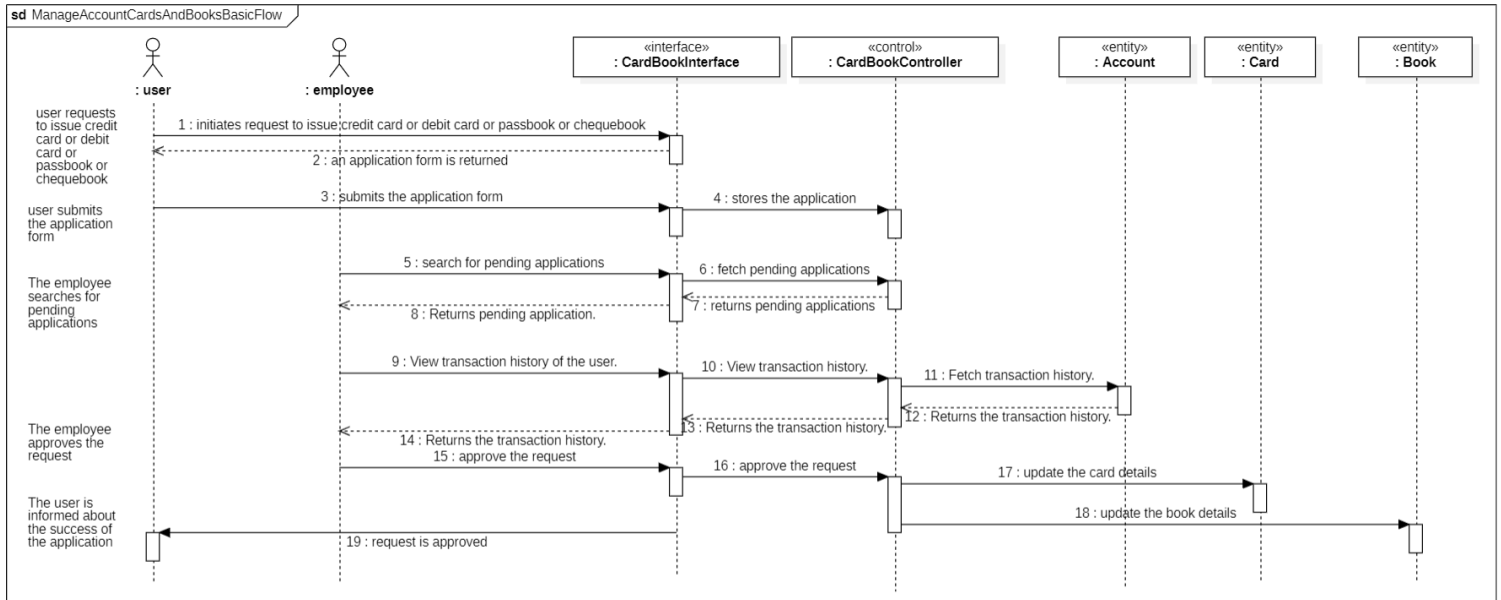 sd ManageAccountCardsAndBooksBasicFlow
«interface»
: CardBookInterface
«control»
: CardBookController
«entity»
: Account
«entity»
: Card
«entity»
: Book
: user
: employee
user requests
to issue credit
card or debit
card or
passbook or
chequebook
1 : initiates request to issue credit card or debit card or passbook or chequebook
2 : an application form is returned
3 : submits the application form
4 : stores the application
user submits
the application
form
5 : search for pending applications
6 : fetch pending applications
The employee
searches for
pending
applications
7 : returns pending applications
8 : Returns pending application.
9 : View transaction history of the user.
10 : View transaction history.
11 : Fetch transaction history.
12 : Returns the transaction history.
13 : Returns the transaction history.
14 : Returns the transaction history.
The employee
approves the
request
15 : approve the request
16 : approve the request
17 : update the card details
18 : update the book details
The user is
informed about
the success of
the application
19 : request is approved